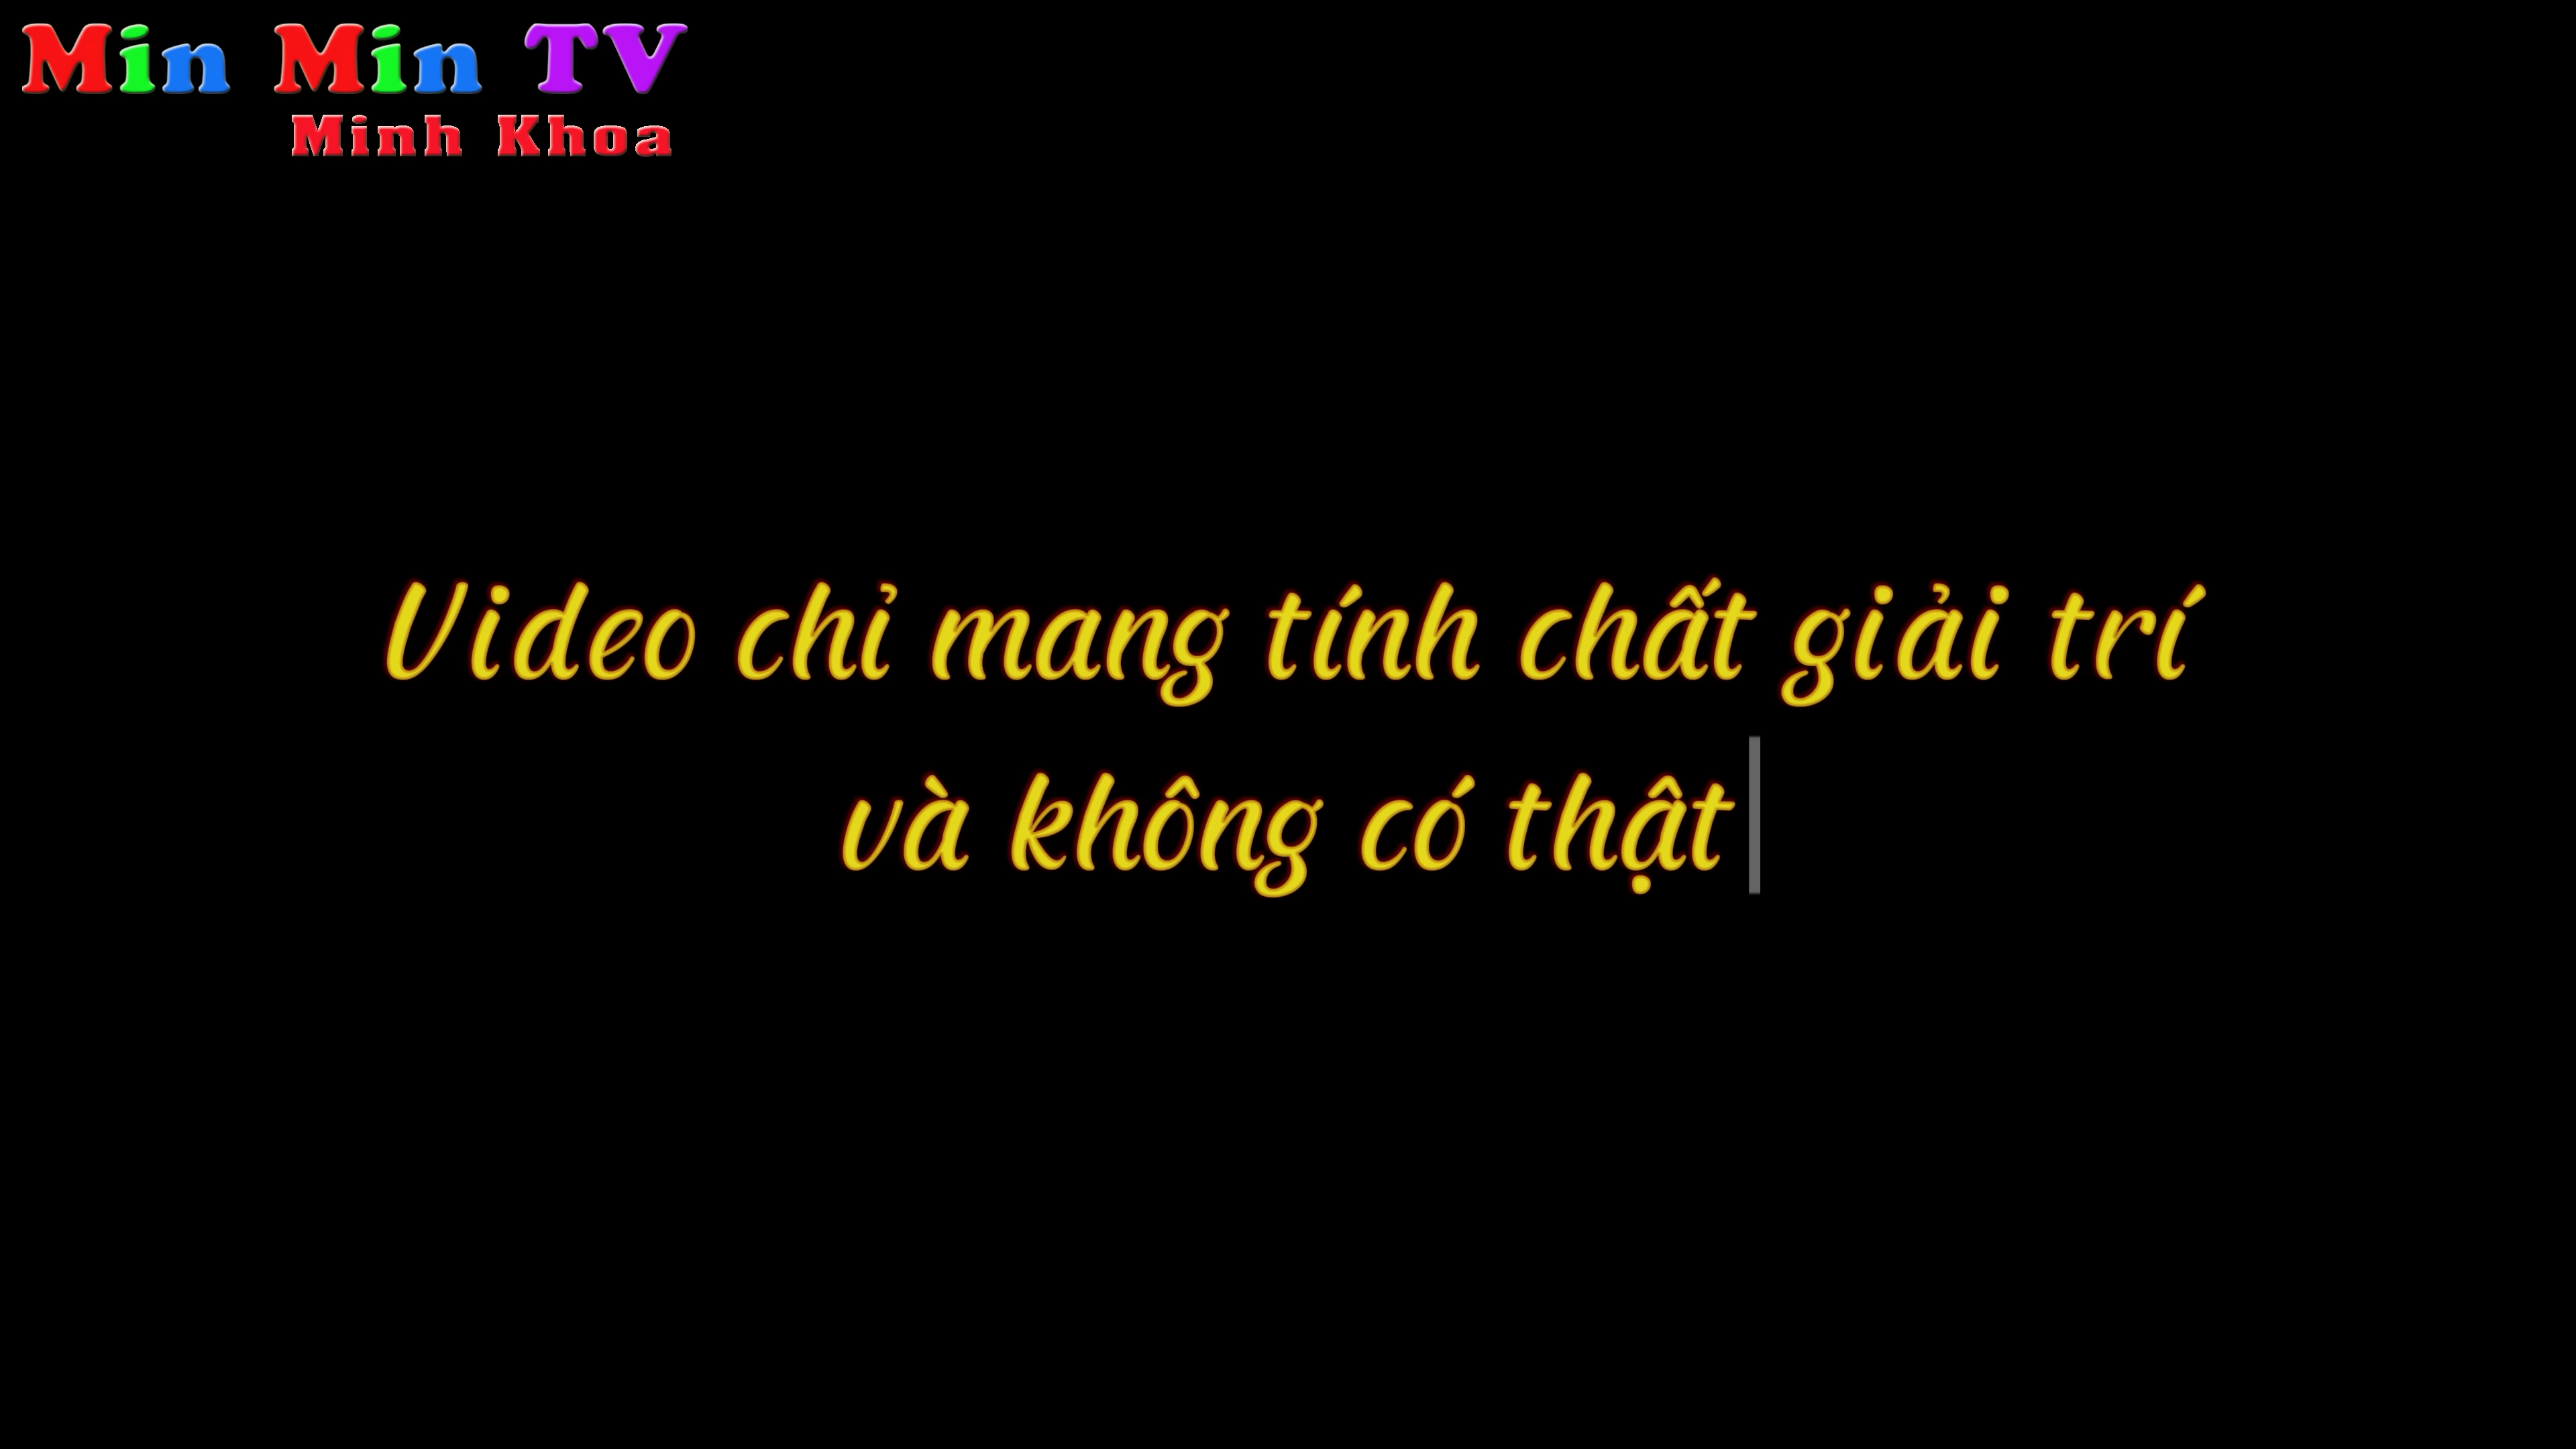 Min Min TV
Minh Khoa
Video chỉ mang tính chất giải trí
và không có thật